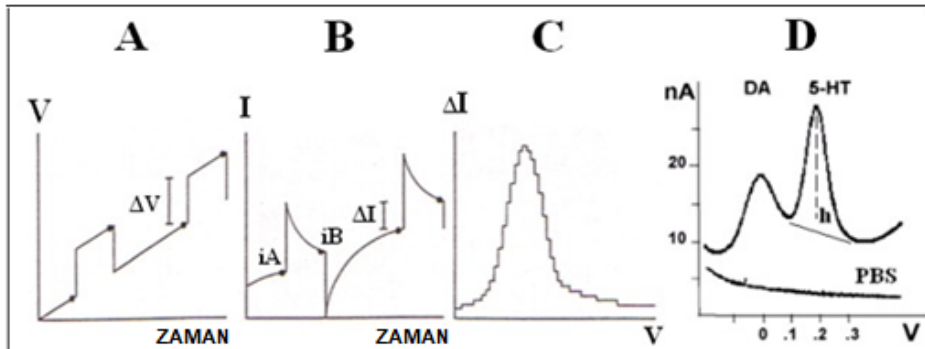 A
B
C
D
V
ΔV
ZAMAN
I
iA
iB
ΔI
ZAMAN
ΔI
V
nA
DA
5-HT
20
10
h
PBS
0 .1 .2 .3 V